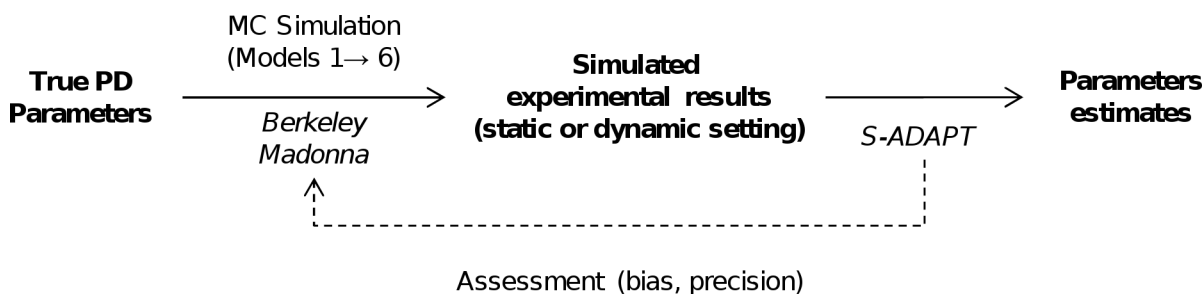 MC Simulation
(Models 1→ 6)
True PD
Parameters
Berkeley
Madonna
Simulated
experimental results
(static or dynamic setting)
S-ADAPT
Parameters
estimates
Assessment (bias, precision)